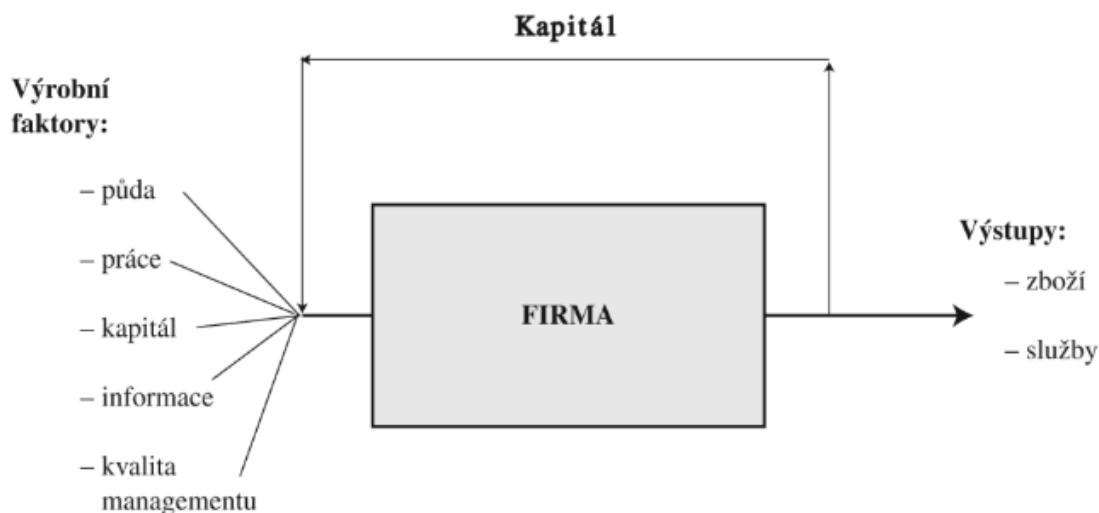 Kapitál
Výrobní
faktory:
– půda
– práce
– kapitál
– informace
– kvalita
managementu
FIRMA
Výstupy:
– zboží
– služby